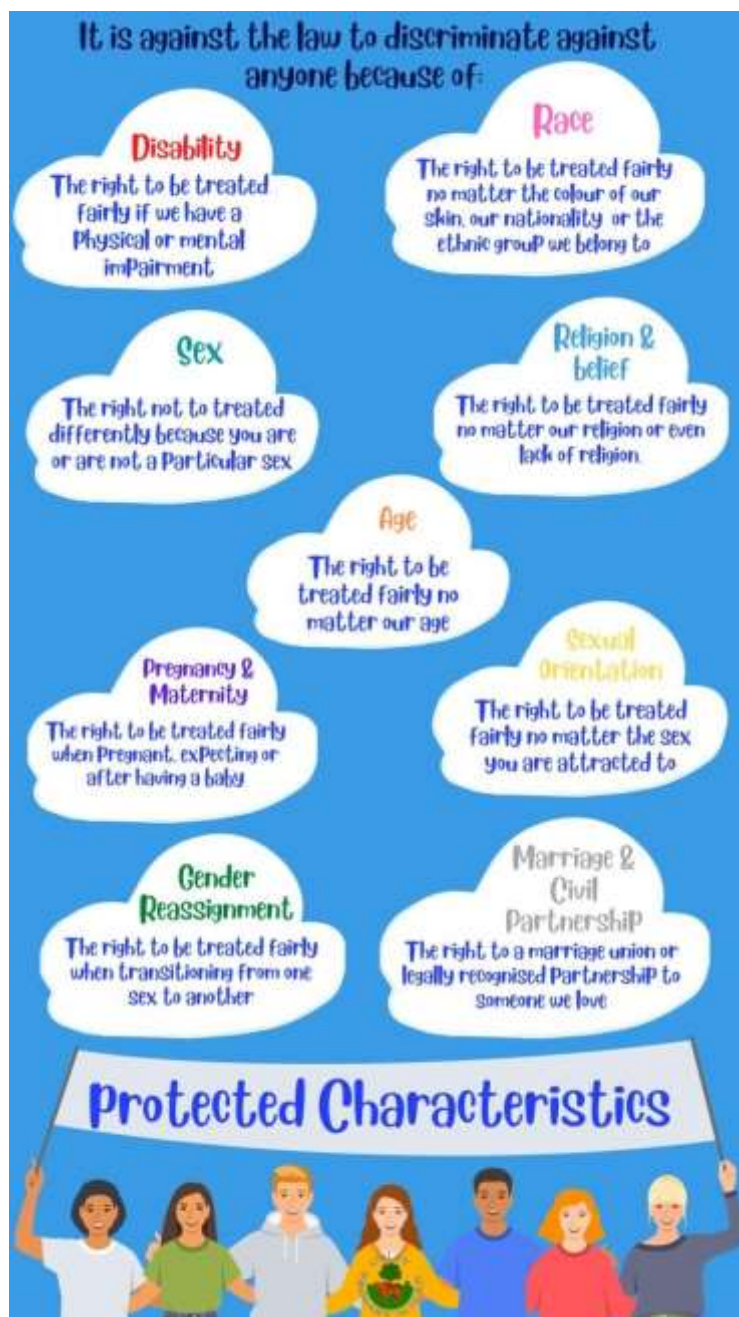 It is against the law to discriminate against
anyone because of:
Disability
The right to be treated
fairly if we have a
Physical or mental
impairment
Race
The right to be treated fairly
no matter the colour of our
skin, our nationality or the
ethnic group we belong to
Sex
The right not to treated
differently because you are
or are not a Particular sex
Religion &
belief
The right to be treated fairly
no matter our religion or even
lack of religion
Age
The right to be
treated fairly no
matter our age
Pregnancy &
Maternity
The right to be treated fairly
when Pregnant, expecting or
after having a baby
Sexual
Orientation
The right to be treated
fairly no matter the sex
you are attracted to
Gender
Reassignment
The right to be treated fairly
when transitioning from one
sex to another
Marriage &
Civil
Partnership
The right to a marriage union or
legally recognised Partnership to
someone we love
Protected Characteristics